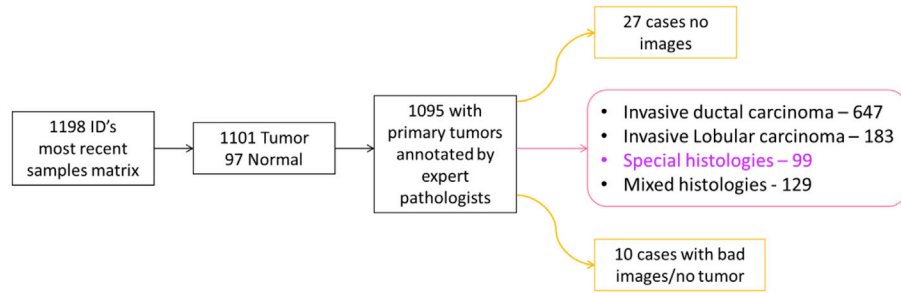 27 cases no
images
1198 ID's
most recent
samples matrix
1101 Tumor
97 Normal
1095 with
primary tumors
annotated by
expert
pathologists
• Invasive ductal carcinoma – 647
• Invasive Lobular carcinoma – 183
• Special histologies – 99
• Mixed histologies - 129
10 cases with bad
images/no tumor